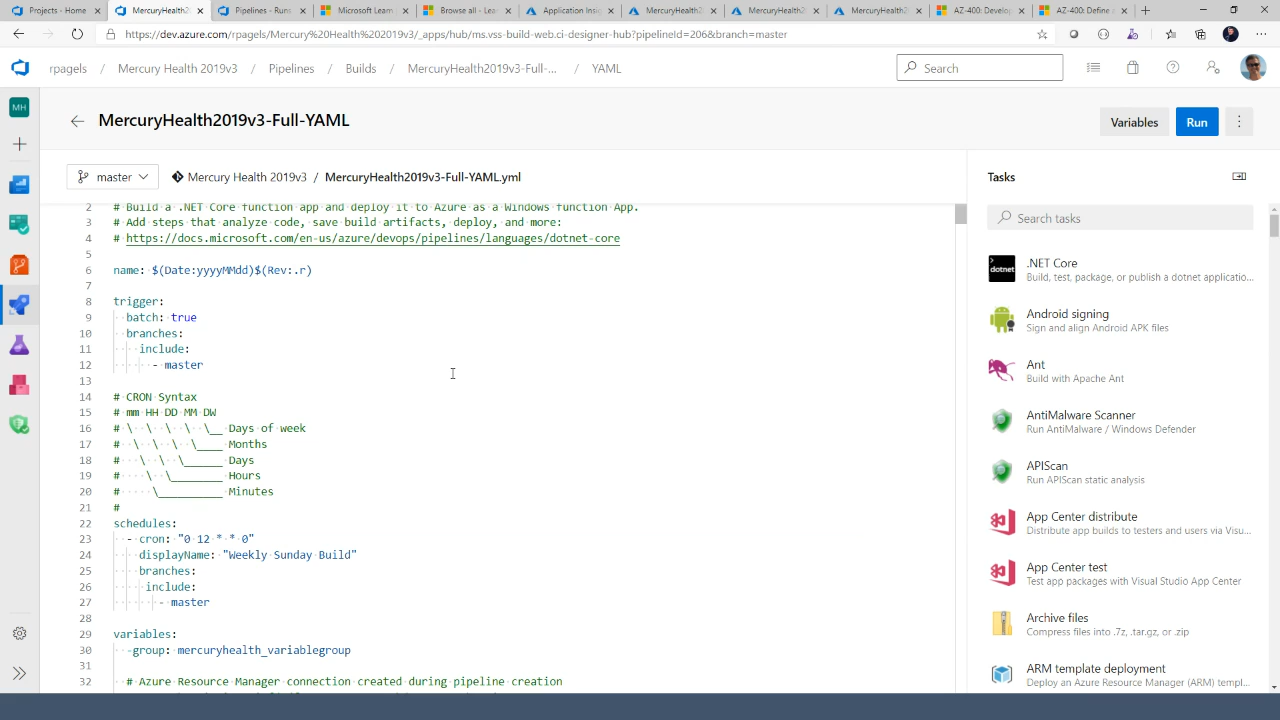 Projects - Home
MercuryHealth20
Pipelines - Runs
Microsoft Learn
Browse all - Lea
Application Insig
MercuryHealth2
MercuryHealth2
MercuryHealth2
AZ-400: Develop
AZ-400: Define a
https://dev.azure.com/rpagels/Mercury%20Health%202019v3/_apps/hub/ms.vss-build-web.ci-designer-hub?pipelineId=206&branch=master
rpagels / Mercury Health 2019v3 / Pipelines / Builds / MercuryHealth2019v3-Full-... / YAML
Search
MH
MercuryHealth2019v3-Full-YAML
Variables
Run
master
Mercury Health 2019v3 / MercuryHealth2019v3-Full-YAML.yml
2 # Build a .NET Core function app and deploy it to Azure as a Windows function App.
3 # Add steps that analyze code, save build artifacts, deploy, and more:
4 # https://docs.microsoft.com/en-us/azure/devops/pipelines/languages/dotnet-core
5
6 name: $(Date:yyyyMMdd)$(Rev:.r)
7
8 trigger:
9 batch: true
10 branches:
11 include:
12 - master
13
14 # CRON Syntax
15 # mm HH DD MM DW
16 # \ \ \ \ \__ Days of week
17 # \ \ \ \____ Months
18 # \ \ \______ Days
19 # \ \________ Hours
20 # \__________ Minutes
21 #
22 schedules:
23 - cron: "0 12 * * 0"
24 displayName: "Weekly Sunday Build"
25 branches:
26 include:
27 - master
28
29 variables:
30 -group: mercuryhealth_variablegroup
31
32 # Azure Resource Manager connection created during pipeline creation
Tasks
Search tasks
dotnet
.NET Core
Build, test, package, or publish a dotnet applicatio...
Android signing
Sign and align Android APK files
Ant
Build with Apache Ant
AntiMalware Scanner
Run AntiMalware / Windows Defender
APIScan
Run APIScan static analysis
App Center distribute
Distribute app builds to testers and users via Visu...
App Center test
Test app packages with Visual Studio App Center
Archive files
Compress files into .7z, .tar.gz, or .zip
ARM template deployment
Deploy an Azure Resource Manager (ARM) templ...